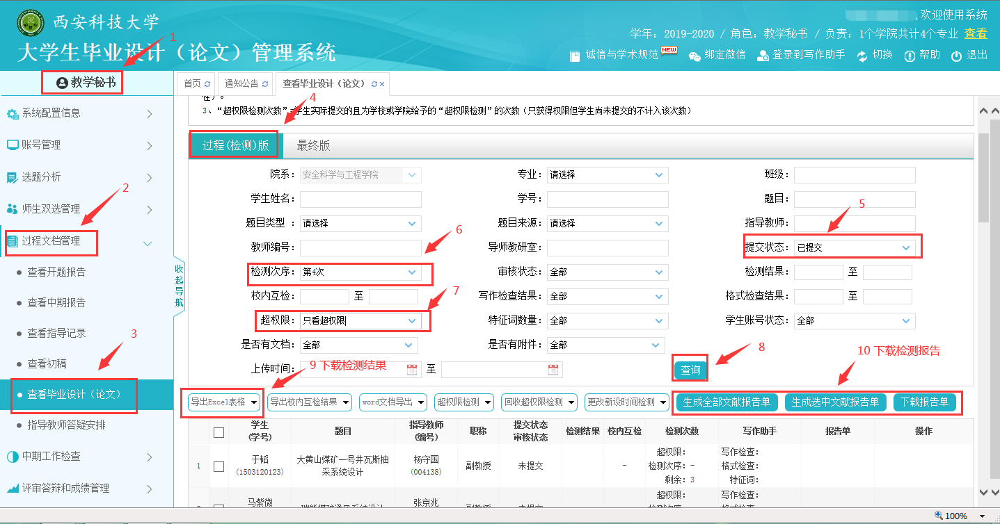 西安科技大学
大学生毕业设计（论文）管理系统
, 欢迎使用系统
学年：2019-2020 / 角色：教学秘书 / 负责：1个学院共计4个专业 查看
诚信与学术规范 NEW 绑定微信 登录到写作助手 切换 帮助 退出
1
教学秘书
首页 通知公告 查看毕业设计（论文）
系统配置信息
账号管理
选题分析
2
师生双选管理
过程文档管理
查看开题报告
查看中期报告
查看指导记录
3
查看初稿
查看毕业设计（论文）
指导教师答疑安排
中期工作检查
评审答辩和成绩管理
收起导航
性）。
4
3、“超权限检测次数”=学生实际提交的且为学校或学院给予的“超权限检测”的次数（只获得权限但学生尚未提交的不计入该次数）
过程(检测)版 最终版
院系： 安全科学与工程学院 专业： 请选择 班级：
学生姓名： 学号： 题目：
5
题目类型 ： 请选择 题目来源： 请选择 指导教师：
6
教师编号： 导师教研室： 提交状态： 已提交
检测次序： 第4次 审核状态： 全部 检测结果： 至
7
校内互检： 至 写作检查结果： 全部 格式检查结果： 至
超权限： 只看超权限 特征词数量： 全部 学生账号状态： 全部
是否有文档： 全部 是否有附件： 全部
8
10 下载检测报告
上传时间： 至 查询
9 下载检测结果
导出Excel表格 导出校内互检结果 word文档导出 超权限检测 回收超权限检测 更改新设时间检测 生成全部文献报告单 生成选中文献报告单 下载报告单
学生(学号) 题目 指导教师(编号) 职称 提交状态审核状态 检测结果 校内互检 检测次数 写作助手 报告单 操作
1 于韬 大黄山煤矿一号井瓦斯抽 杨守国 副教授 未提交 - 超权限： 写作检查：
(1503120123) 采系统设计 (004138) 检测次序：- 格式检查：
剩余：3 特征词：
马紫微 张京兆 超权限： 写作检查：
100%